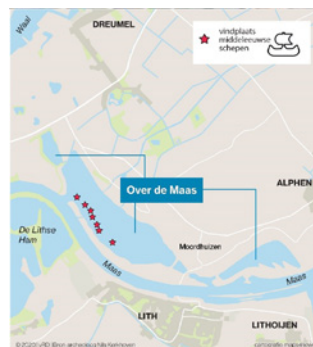 DREUMEL
Waal
vindplaats
middeleeuwse
schepen
Over de Maas
ALPHEN
De Lithse
Ham
Moordhuizen
Maas
Maas
LITH
LITHOIJEN